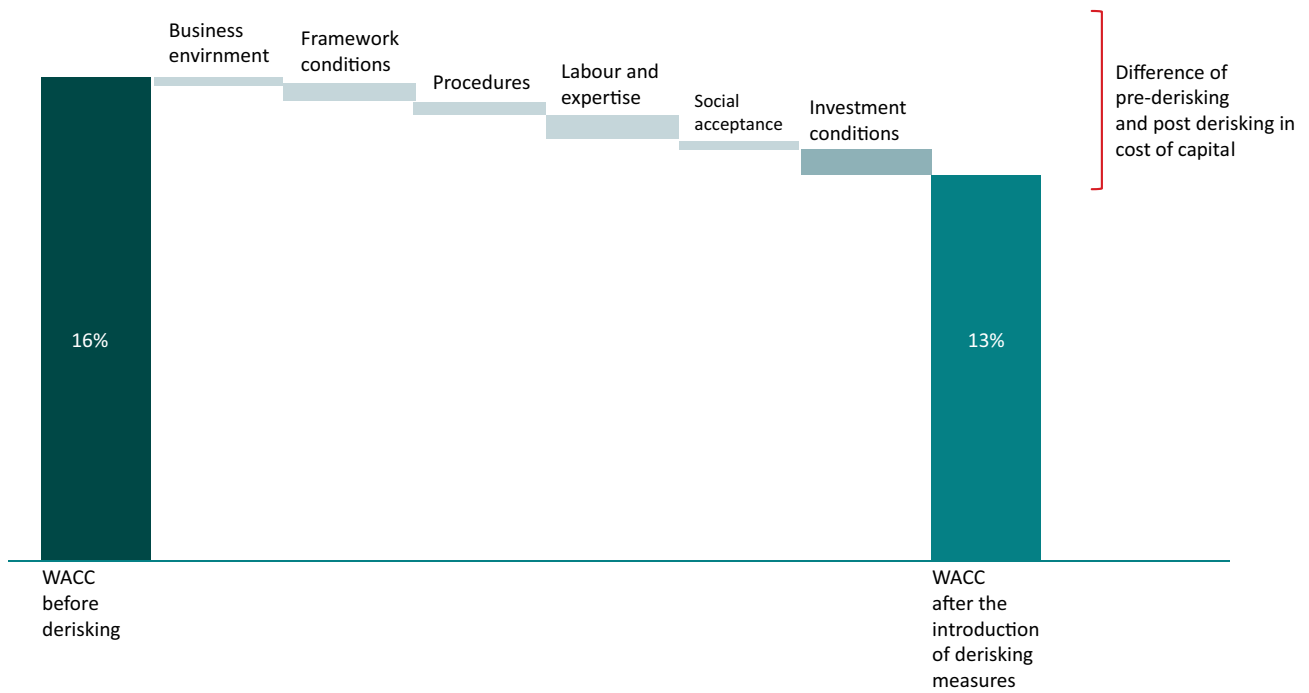 Business
envirnment
Framework
conditions
Procedures
Labour and
expertise
Social
acceptance
Investment
conditions
Difference of
pre-derisking
and post derisking in
cost of capital
16%
13%
WACC
before
derisking
WACC
after the
introduction
of derisking
measures